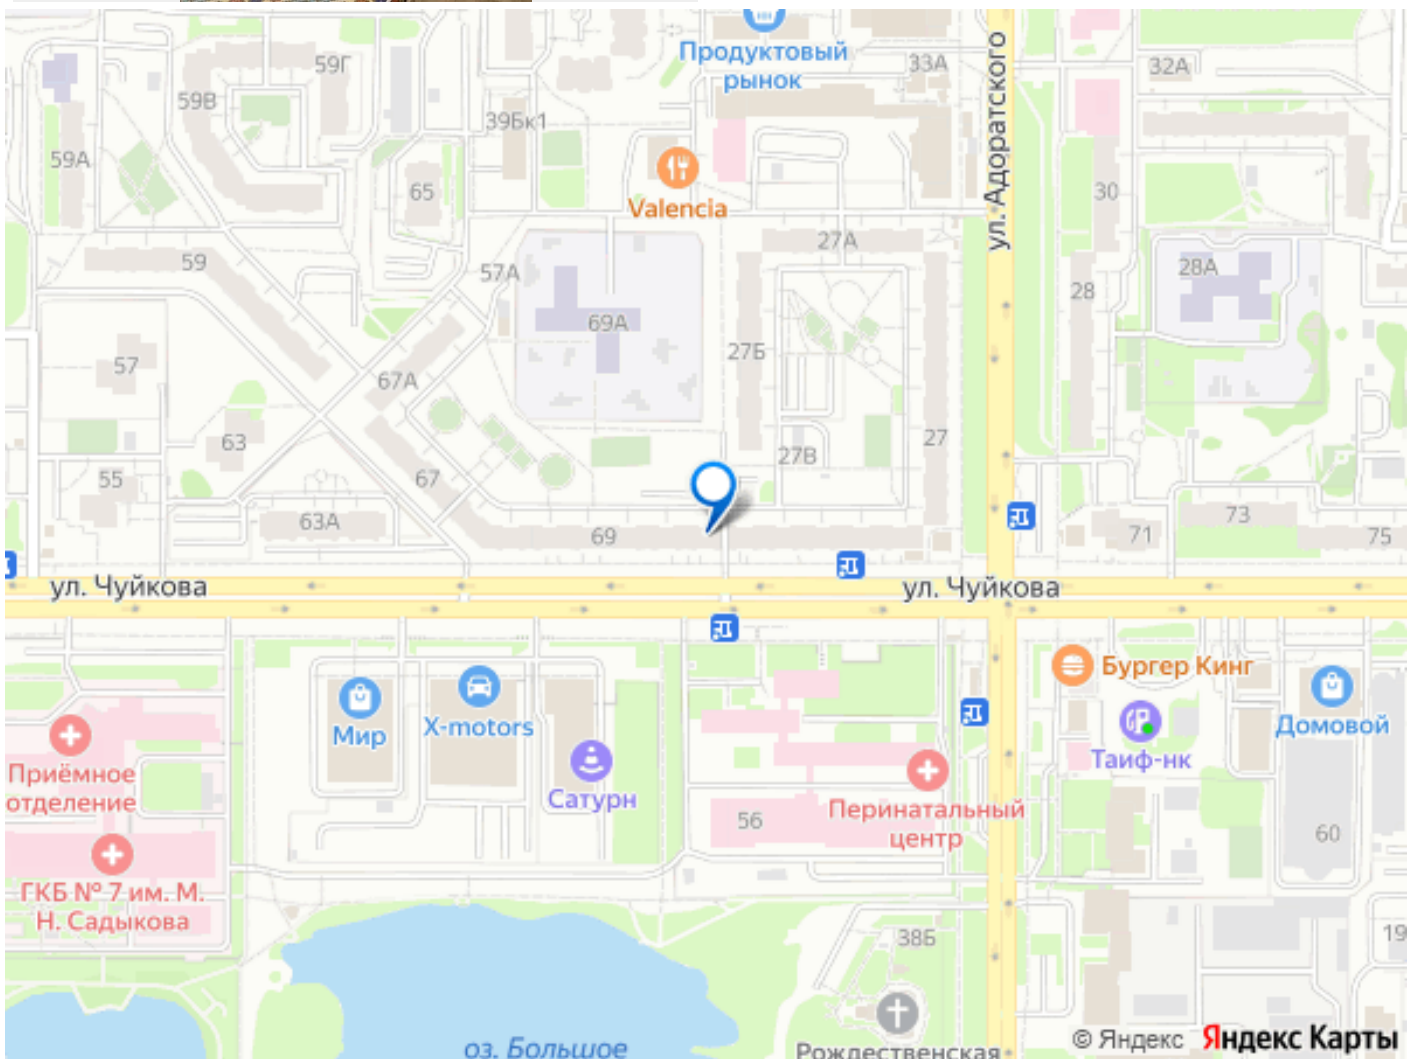 59Г
Продуктовый
рынок
33А
ул. Адоратского
32А
59В
39Бк1
59А
65
Valencia
30
27А
59
57А
28А
28
69А
27Б
57
67А
63
27
27В
55
67
63А
69
73
71
75
ул. Чуйкова
ул. Чуйкова
Бургер Кинг
Мир
X-motors
Домовой
Таиф-нк
Приёмное
отделение
Сатурн
56
Перинатальный
центр
60
ГКБ № 7 им. М.
Н. Садыкова
38Б
19
оз. Большое
Рождественская
© Яндекс Яндекс Карты